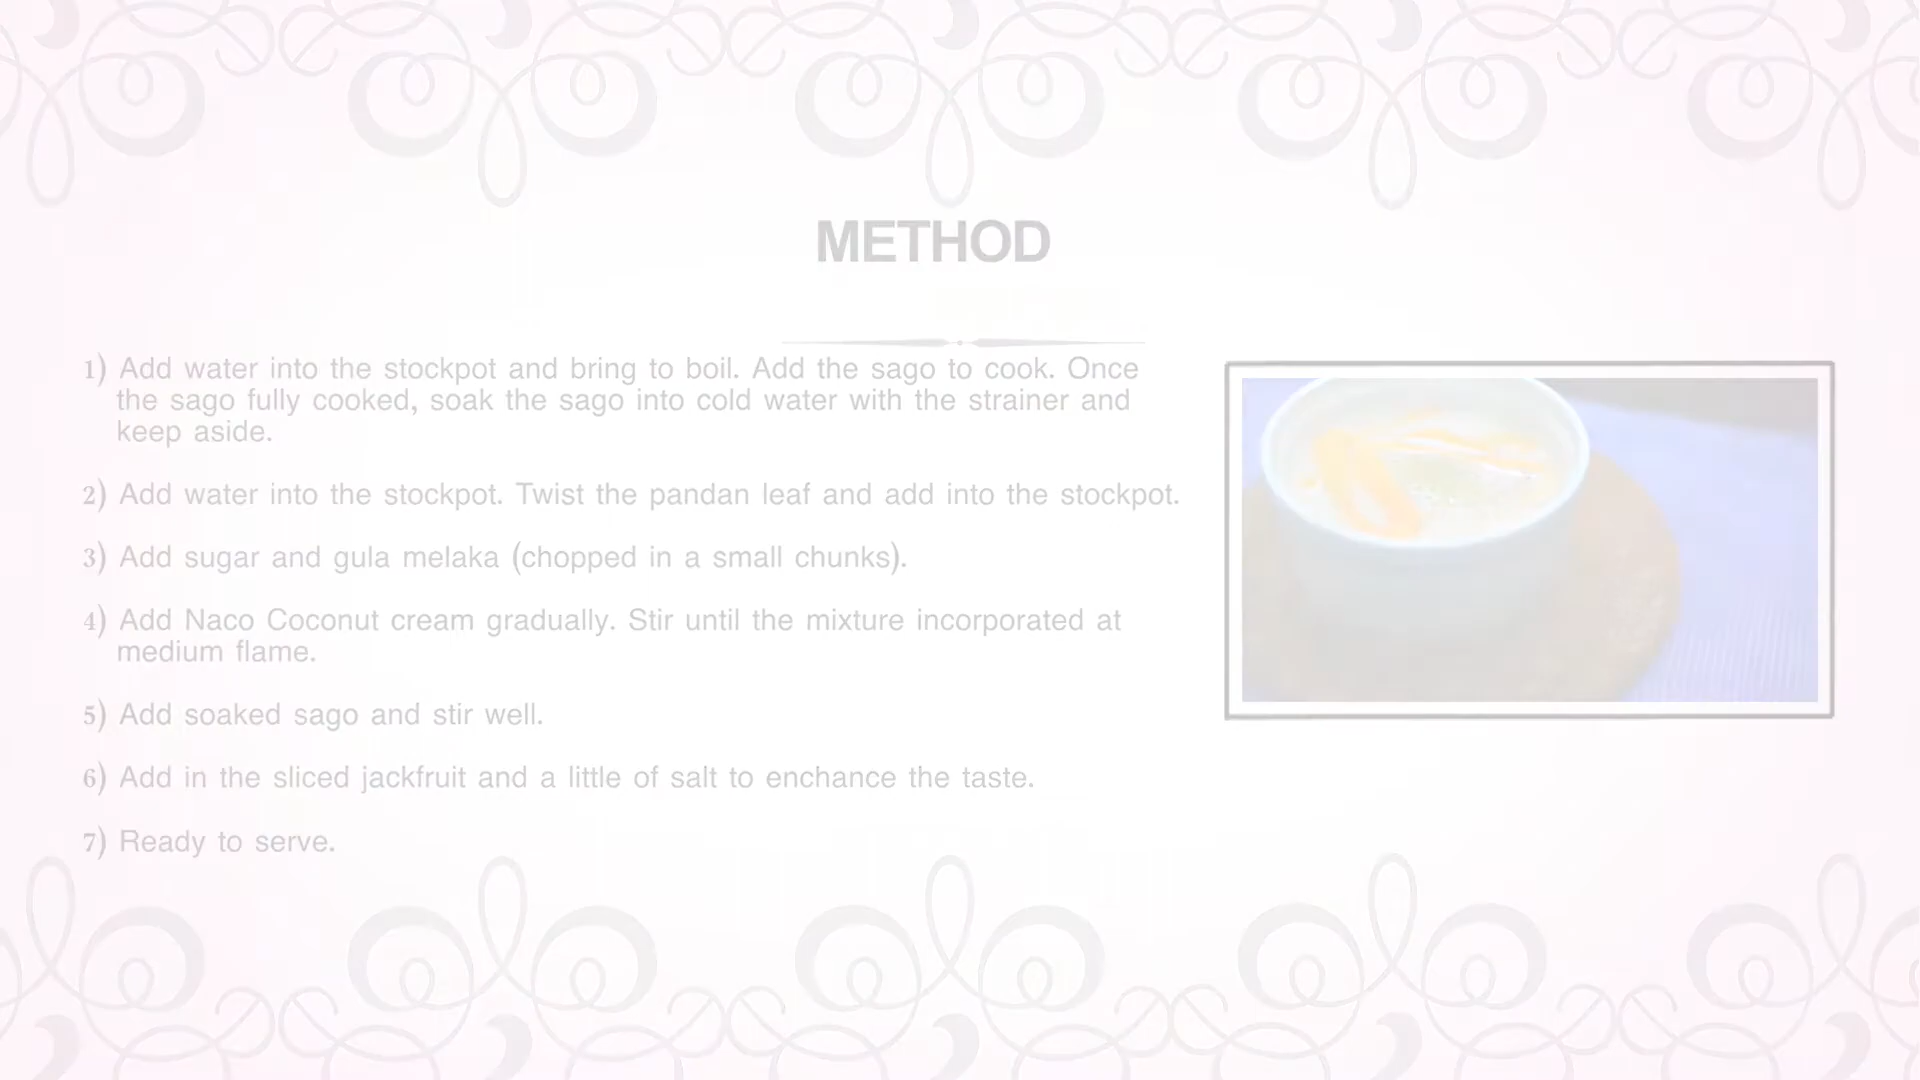 METHOD
1) Add water into the stockpot and bring to boil. Add the sago to cook. Once
the sago fully cooked, soak the sago into cold water with the strainer and
keep aside.
2) Add water into the stockpot. Twist the pandan leaf and add into the stockpot.
3) Add sugar and gula melaka (chopped in a small chunks).
4) Add Naco Coconut cream gradually. Stir until the mixture incorporated at
medium flame.
5) Add soaked sago and stir well.
6) Add in the sliced jackfruit and a little of salt to enchance the taste.
7) Ready to serve.